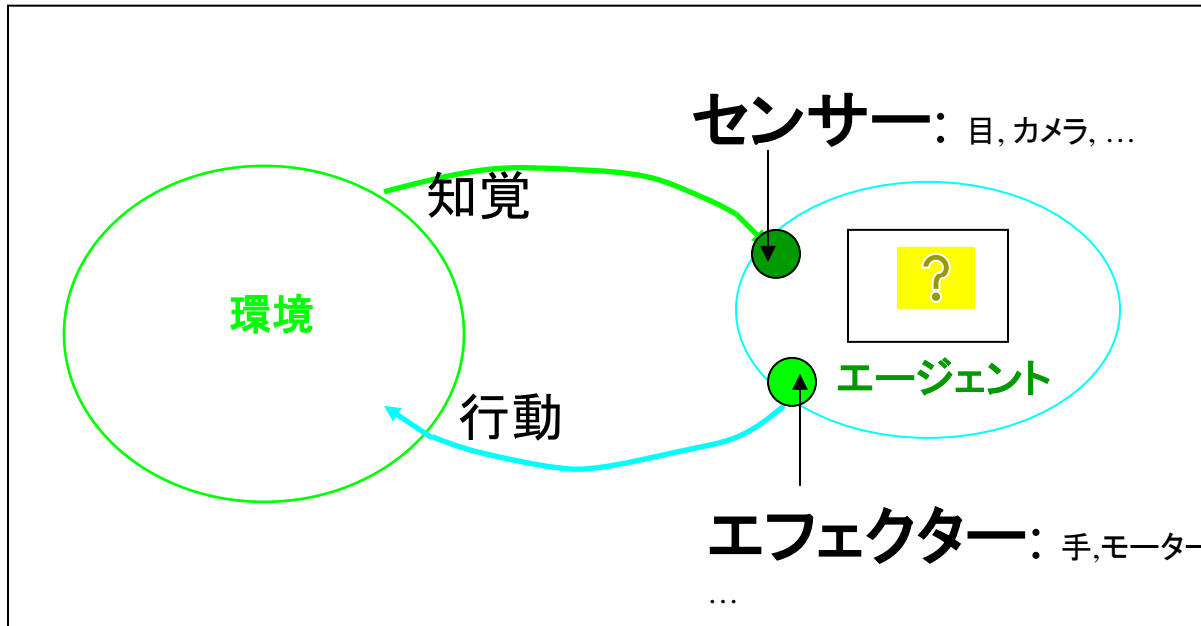 センサー: 目, カメラ, …
知覚
?
環境
エージェント
行動
エフェクター: 手,モーター
…